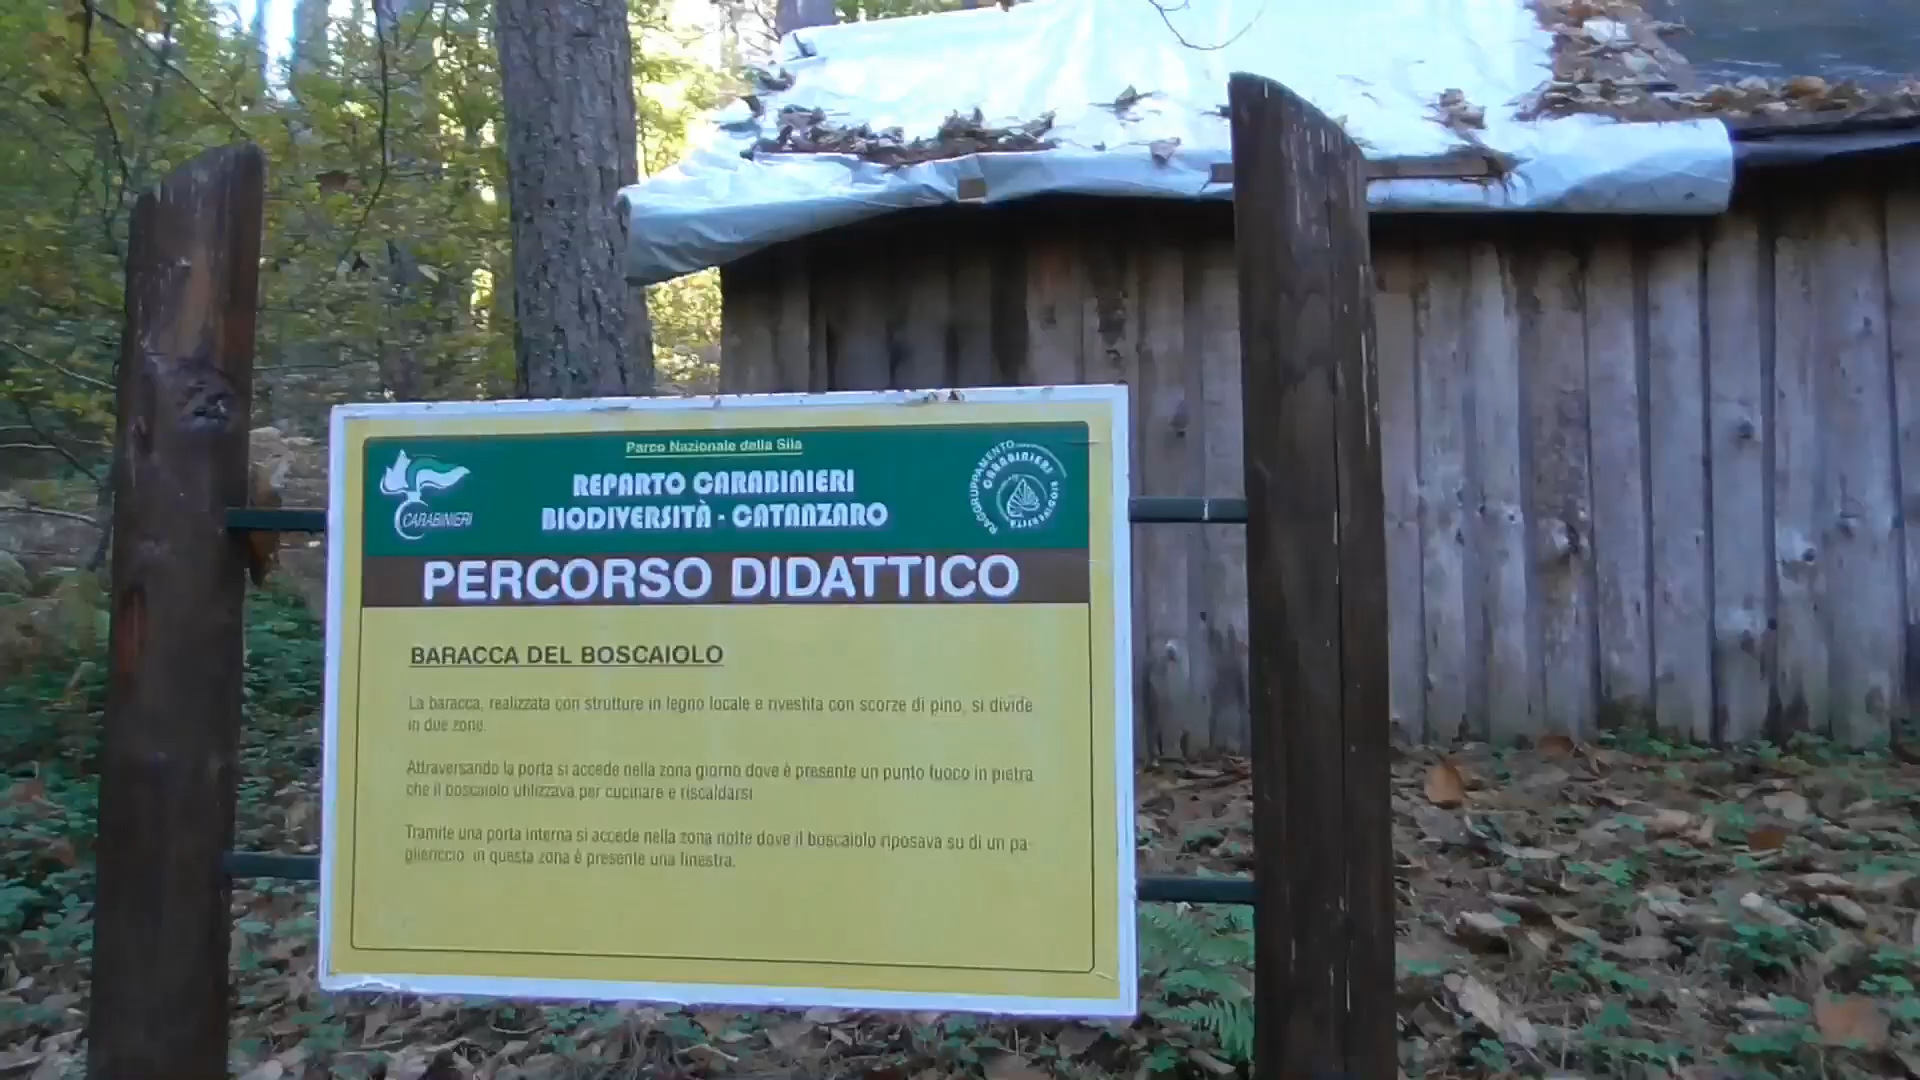 Parco Nazionale della Sila
CARABINIERI
REPARTO CARABINIERI
BIODIVERSITÀ - CATANZARO
RAGGRUPPAMENTO
CARABINIERI
BIODIVERSITÀ
PERCORSO DIDATTICO
BARACCA DEL BOSCAIOLO
La baracca, realizzata con strutture in legno locale e rivestita con scorze di pino, si divide
in due zone.
Attraversando la porta si accede nella zona giorno dove è presente un punto fuoco in pietra
che il boscaiolo utilizzava per cucinare e riscaldarsi
Tramite una porta interna si accede nella zona notte dove il boscaiolo riposava su di un pa-
gliericcio in questa zona è presente una finestra.